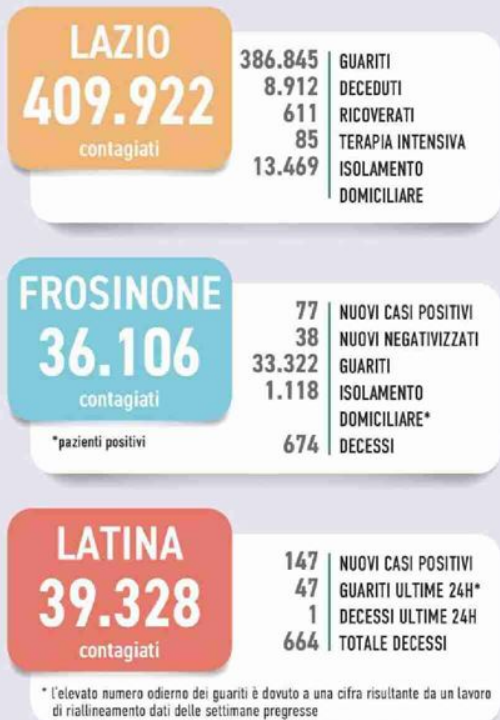 LAZIO
409.922
contagiati
386.845 GUARITI
8.912 DECEDUTI
611 RICOVERATI
85 TERAPIA INTENSIVA
13.469 ISOLAMENTO
DOMICILIARE
FROSINONE
36.106
contagiati
*pazienti positivi
77 NUOVI CASI POSITIVI
38 NUOVI NEGATIVIZZATI
33.322 GUARITI
1.118 ISOLAMENTO
DOMICILIARE*
674 DECESSI
LATINA
39.328
contagiati
147 NUOVI CASI POSITIVI
47 GUARITI ULTIME 24H*
1 DECESSI ULTIME 24H
664 TOTALE DECESSI
* l'elevato numero odierno dei guariti è dovuto a una cifra risultante da un lavoro
di riallineamento dati delle settimane pregresse